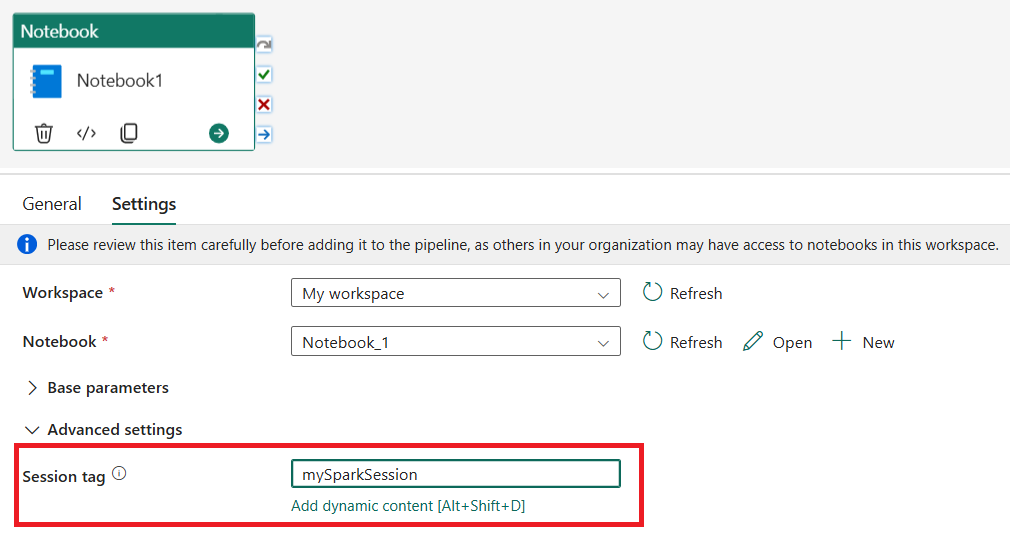 Notebook
Notebook1
</>
General Settings
Please review this item carefully before adding it to the pipeline, as others in your organization may have access to notebooks in this workspace.
Workspace * My workspace Refresh
Notebook * Notebook_1 Refresh Open New
Base parameters
Advanced settings
Session tag mySparkSession
Add dynamic content [Alt+Shift+D]